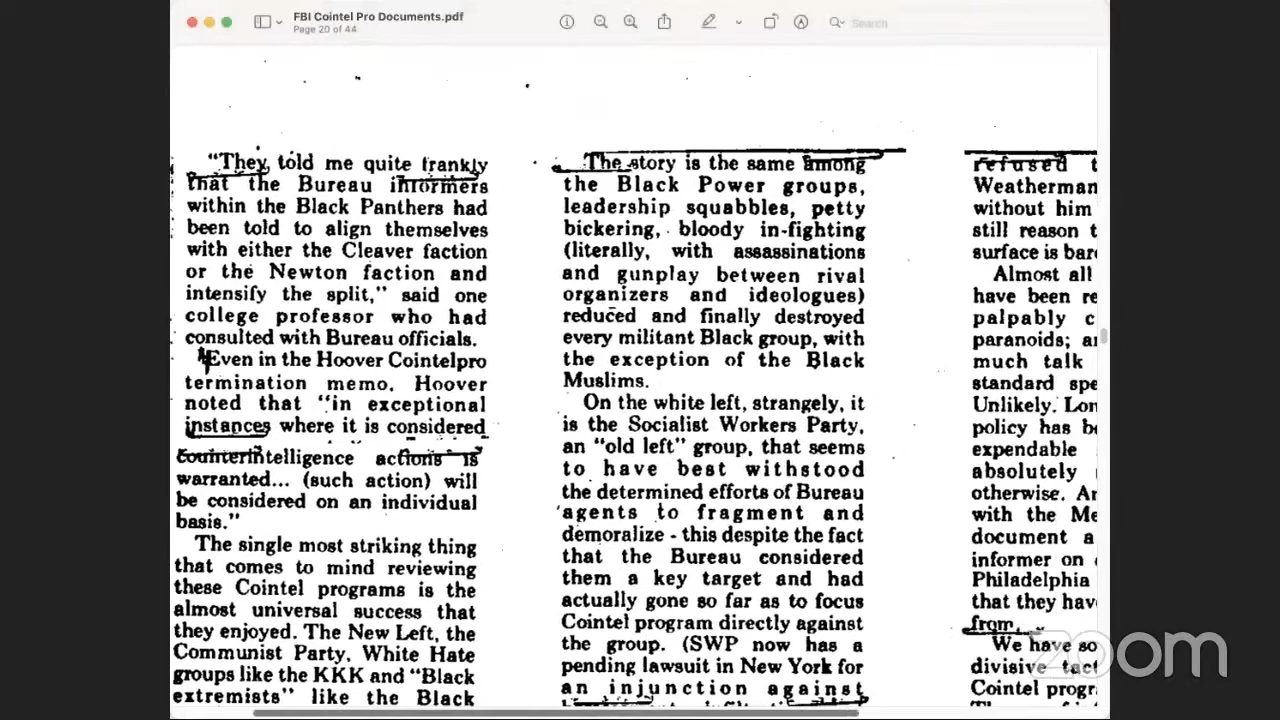 FBI Cointel Pro Documents.pdf
Page 20 of 44
Search
"They told me quite frankly
that the Bureau informers
within the Black Panthers had
been told to align themselves
with either the Cleaver faction
or the Newton faction and
intensify the split," said one
college professor who had
consulted with Bureau officials.
Even in the Hoover Cointelpro
termination memo, Hoover
noted that "in exceptional
instances where it is considered
counterintelligence actions is
warranted... (such action) will
be considered on an individual
basis."
The single most striking thing
that comes to mind reviewing
these Cointel programs is the
almost universal success that
they enjoyed. The New Left, the
Communist Party, White Hate
groups like the KKK and "Black
extremists" like the Black
The story is the same among
the Black Power groups,
leadership squabbles, petty
bickering, bloody in-fighting
(literally, with assassinations
and gunplay between rival
organizers and ideologues)
reduced and finally destroyed
every militant Black group, with
the exception of the Black
Muslims.
On the white left, strangely, it
is the Socialist Workers Party,
an "old left" group, that seems
to have best withstood
the determined efforts of Bureau
agents to fragment and
demoralize - this despite the fact
that the Bureau considered
them a key target and had
actually gone so far as to focus
Cointel program directly against
the group. (SWP now has a
pending lawsuit in New York for
an injunction against
refused t
Weatherman
without him
still reason t
surface is bar
Almost all
have been re
palpably c
paranoids; a
much talk
standard spe
Unlikely. Lon
policy has b
expendable
absolutely
otherwise. Ar
with the Me
document a
informer on
Philadelphia
that they hav
from.
We have so
divisive tact
Cointel progr
zoom